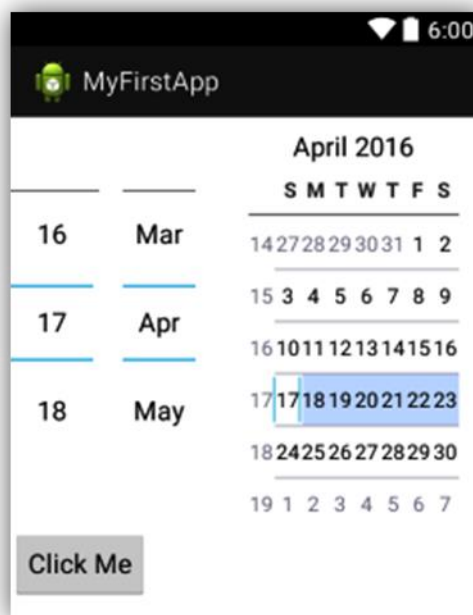 6:00
MyFirstApp
April 2016
S M T W T F S
16 Mar
14 27 28 29 30 31 1 2
15 3 4 5 6 7 8 9
17 Apr
16 10 11 12 13 14 15 16
17 17 18 19 20 21 22 23
18 May
18 24 25 26 27 28 29 30
19 1 2 3 4 5 6 7
Click Me